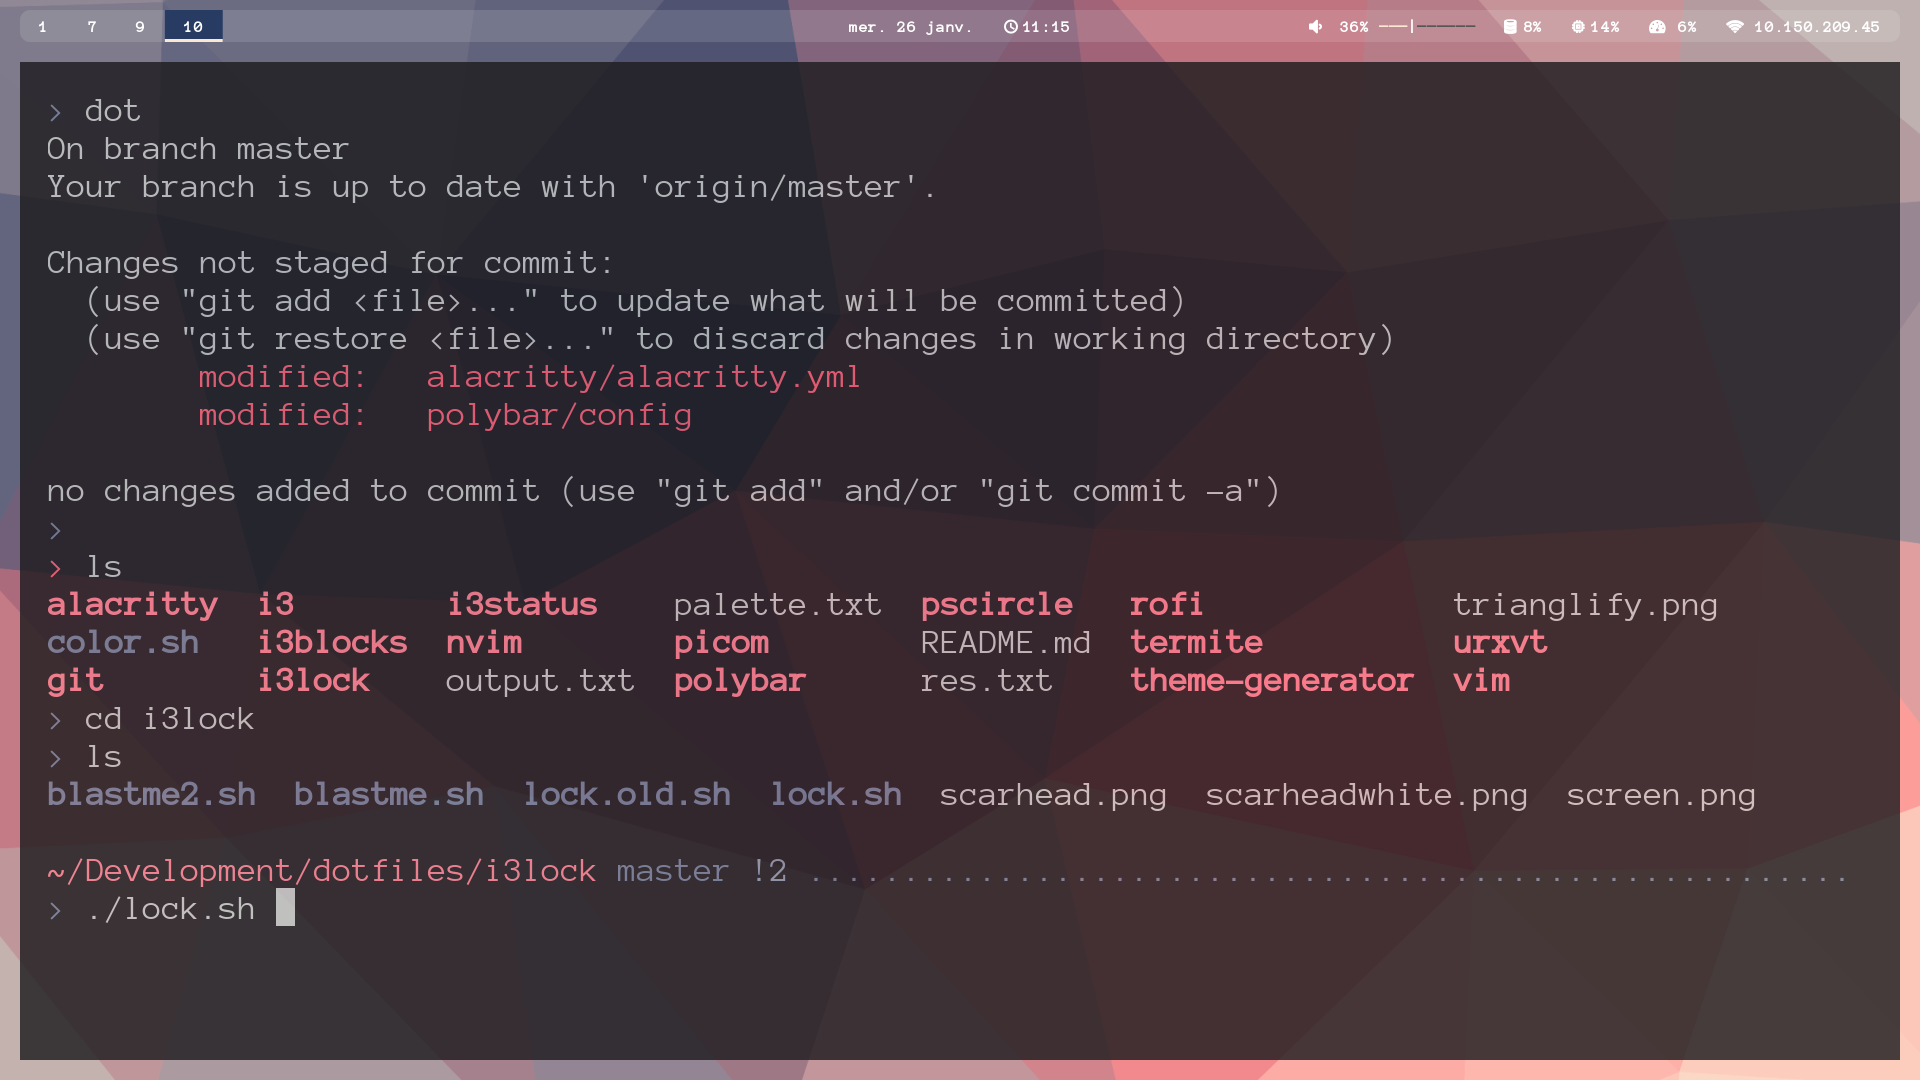 1 7 9 10 mer. 26 janv. 11:15 36% 8% 14% 6% 10.150.209.45
> dot
On branch master
Your branch is up to date with 'origin/master'.
Changes not staged for commit:
(use "git add <file>..." to update what will be committed)
(use "git restore <file>..." to discard changes in working directory)
modified: alacritty/alacritty.yml
modified: polybar/config
no changes added to commit (use "git add" and/or "git commit -a")
>
> ls
alacritty i3 i3status palette.txt pscircle rofi trianglify.png
color.sh i3blocks nvim picom README.md termite urxvt
git i3lock output.txt polybar res.txt theme-generator vim
> cd i3lock
> ls
blastme2.sh blastme.sh lock.old.sh lock.sh scarhead.png scarheadwhite.png screen.png
~/Development/dotfiles/i3lock master !2 .......................................................
> ./lock.sh